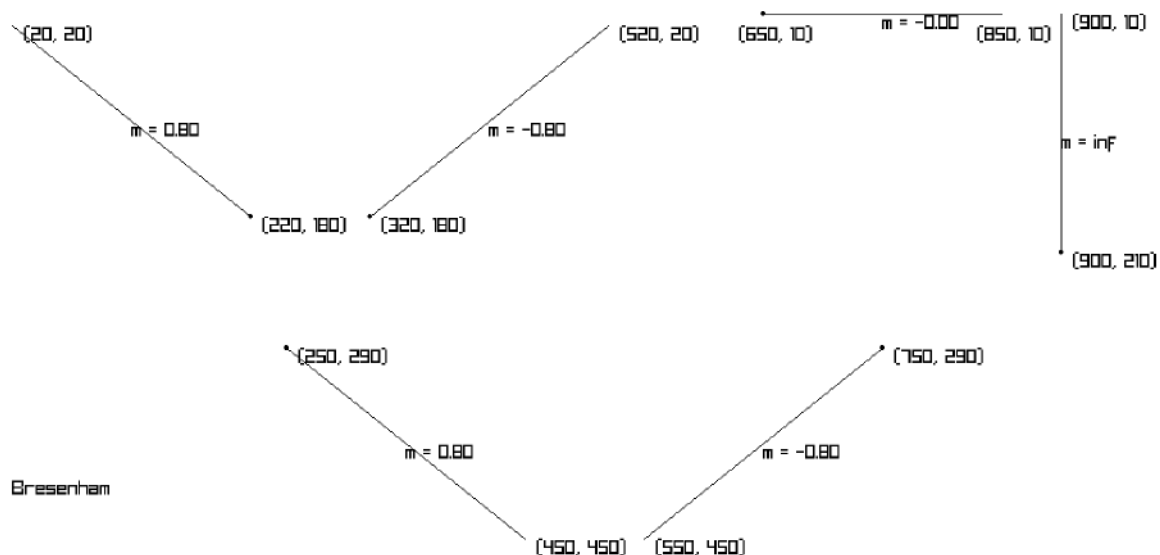 (20, 20)
(520, 20)
(650, 10)
m = -0.00
(850, 10)
(900, 10)
m = 0.80
m = -0.80
m = inf
(220, 180)
(320, 180)
(900, 210)
(250, 290)
(750, 290)
m = 0.80
m = -0.80
Bresenham
(450, 450)
(550, 450)